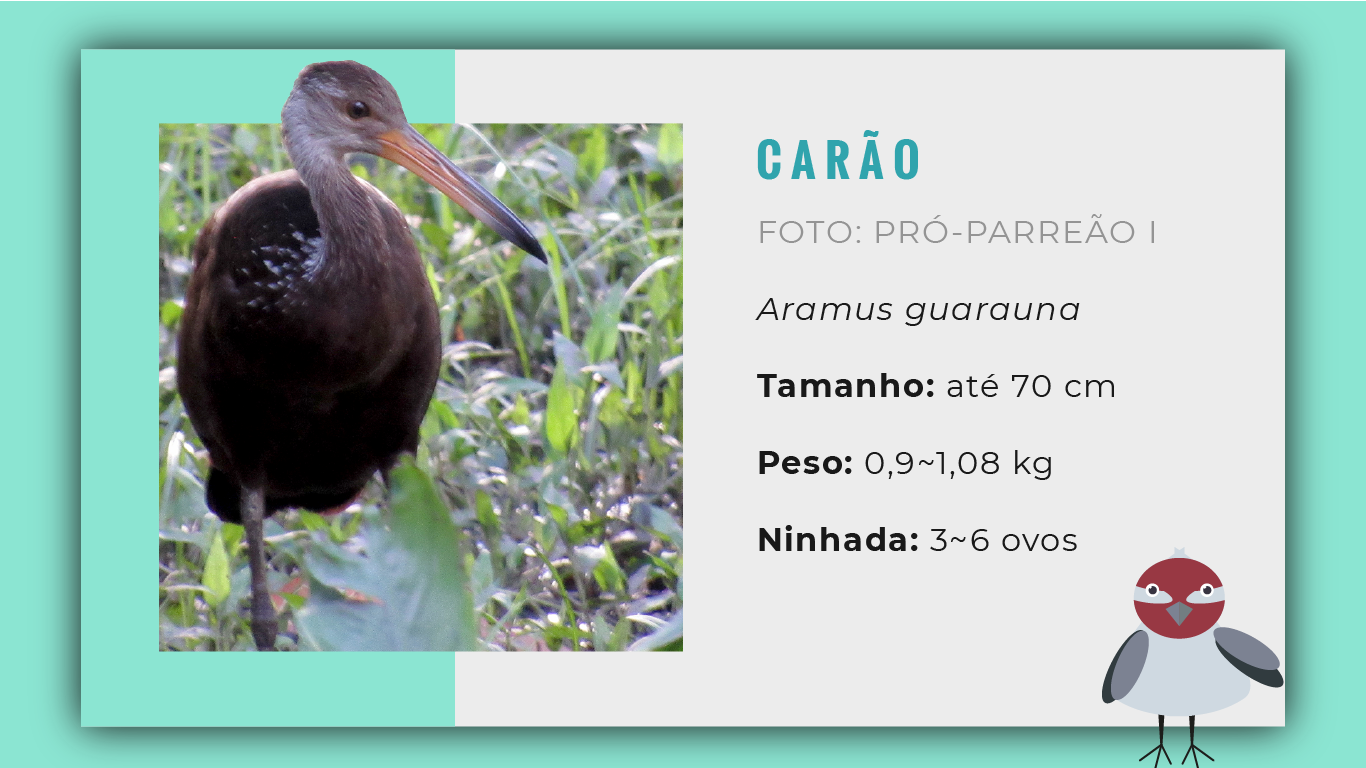 CARÃO
FOTO: PRÓ-PARREÃO I
Aramus guarauna
Tamanho: até 70 cm
Peso: 0,9~1,08 kg
Ninhada: 3~6 ovos